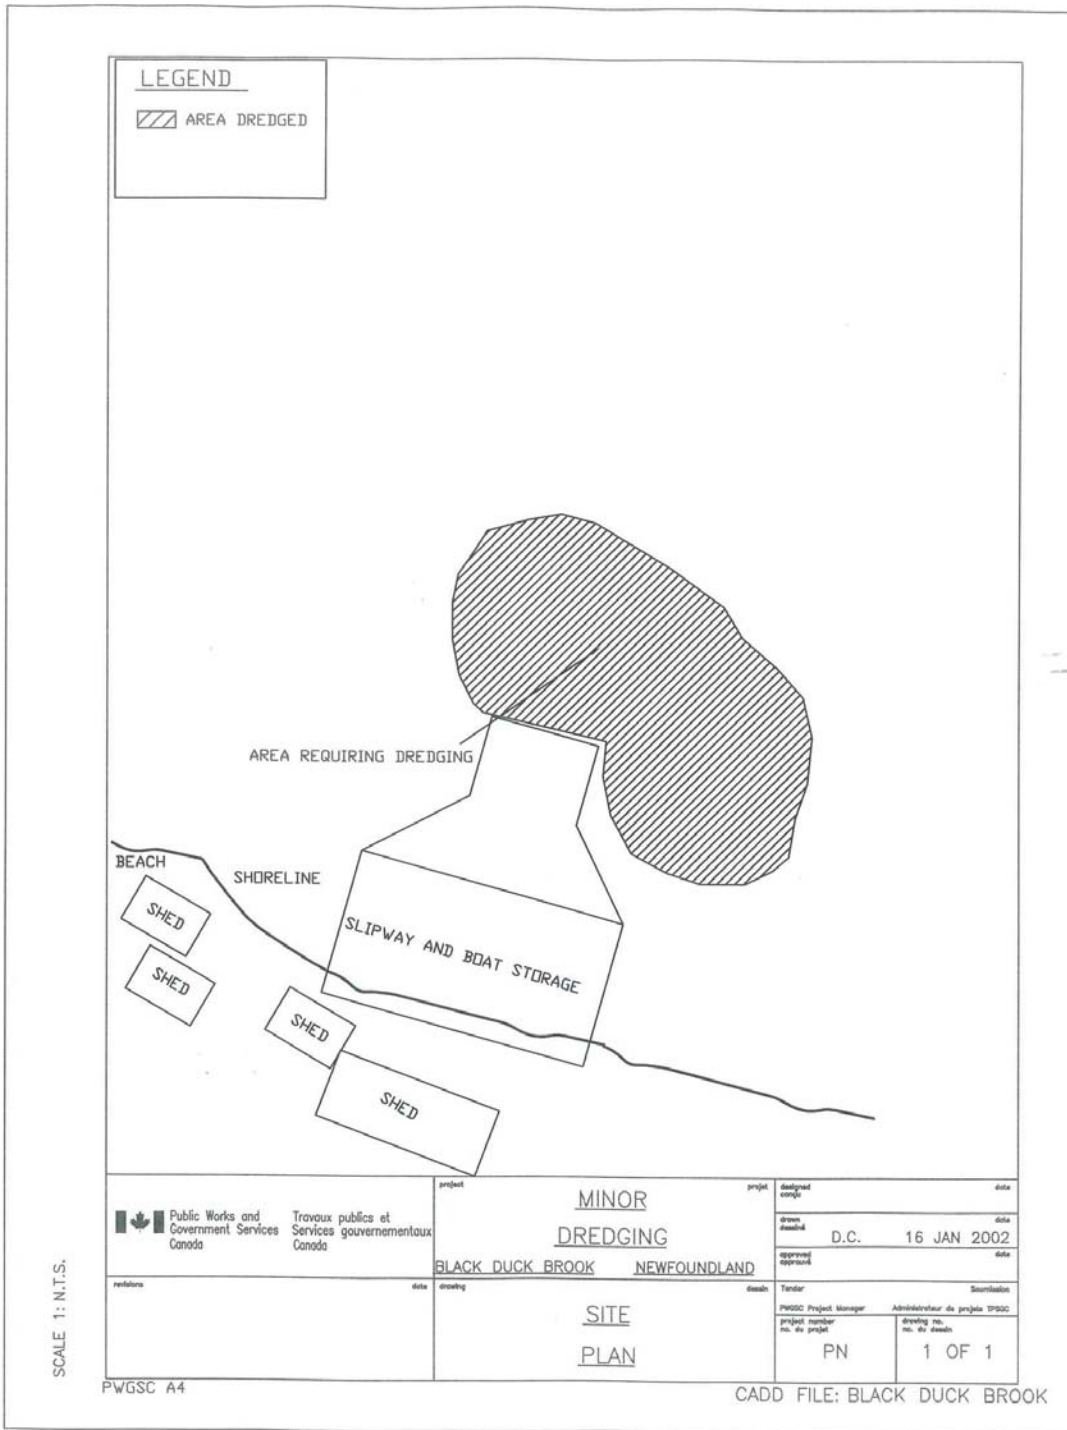 LEGEND
AREA DREDGED
AREA REQUIRING DREDGING
BEACH
SHORELINE
SHED
SHED
SLIPWAY AND BOAT STORAGE
SHED
SHED
Public Works and
Government Services
Canada
Travaux publics et
Services gouvernementaux
Canada
project projet
MINOR
DREDGING
BLACK DUCK BROOK NEWFOUNDLAND
designed date
conçu
drawn date
dessiné
D.C. 16 JAN 2002
approved date
approuvé
revisions date
drawing dessin
SITE
PLAN
Tender Soumission
PWGSC Project Manager Administrateur de projets TPSGC
project number
no. du projet
PN
drawing no.
no. du dessin
1 OF 1
SCALE 1: N.T.S.
PWGSC A4
CADD FILE: BLACK DUCK BROOK